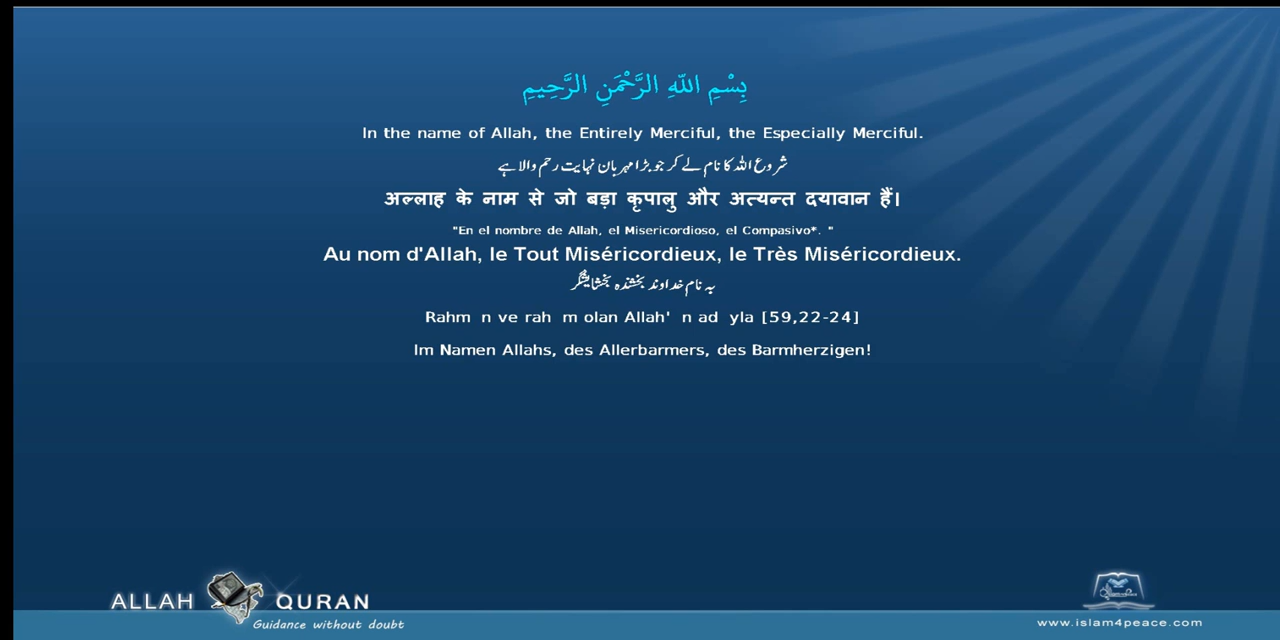 بِسْمِ اللّهِ الرَّحْمَنِ الرَّحِيمِ
In the name of Allah, the Entirely Merciful, the Especially Merciful.
شروع الله کا نام لے کر جو بڑا مہربان نہایت رحم والا ہے
अल्लाह के नाम से जो बड़ा कृपालु और अत्यन्त दयावान हैं।
"En el nombre de Allah, el Misericordioso, el Compasivo*. "
Au nom d'Allah, le Tout Miséricordieux, le Très Miséricordieux.
به نام خداوند بخشنده بخشایشگر
Rahm n ve rah m olan Allah' n ad yla [59,22-24]
Im Namen Allahs, des Allerbarmers, des Barmherzigen!
ALLAH QURAN
Guidance without doubt
www.islam4peace.com